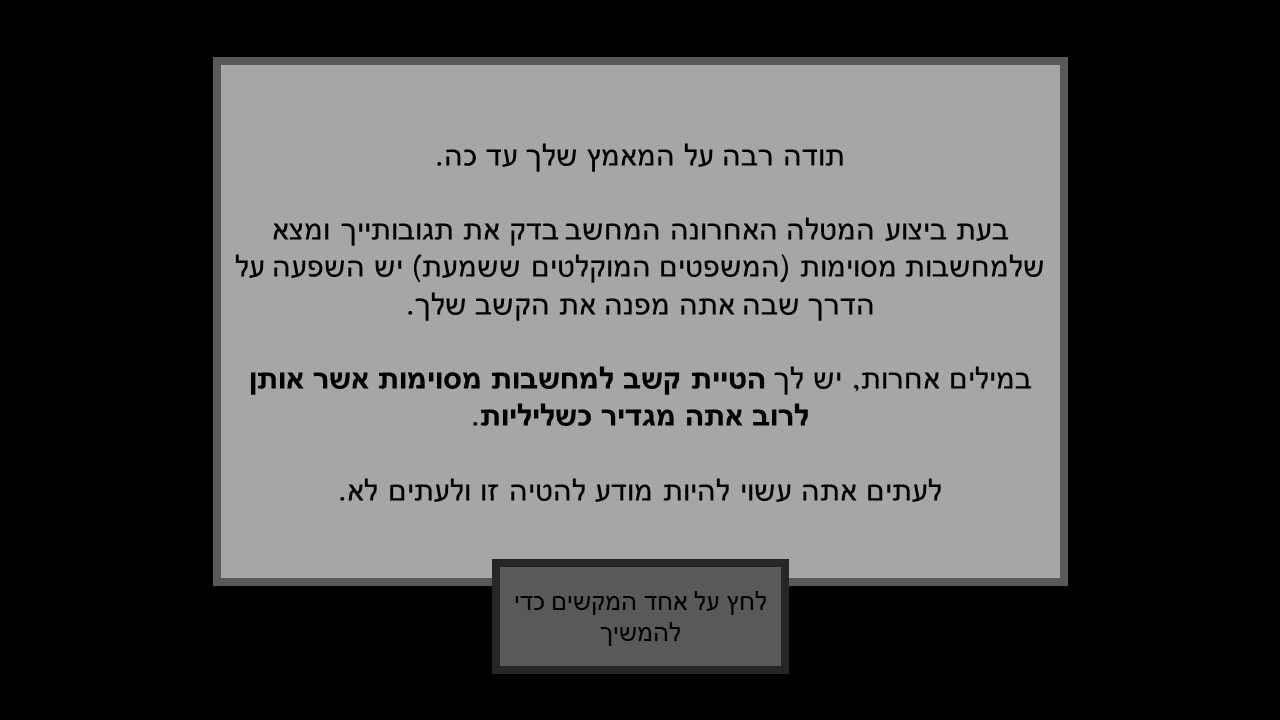 תודה רבה על המאמץ שלך עד כה.
בעת ביצוע המטלה האחרונה המחשב בדק את תגובותייך ומצא
שלמחשבות מסוימות (המשפטים המוקלטים ששמעת) יש השפעה על
הדרך שבה אתה מפנה את הקשב שלך.
במילים אחרות, יש לך הטיית קשב למחשבות מסוימות אשר אותן
לרוב אתה מגדיר כשליליות.
לעתים אתה עשוי להיות מודע להטיה זו ולעתים לא.
לחץ על אחד המקשים כדי
להמשיך